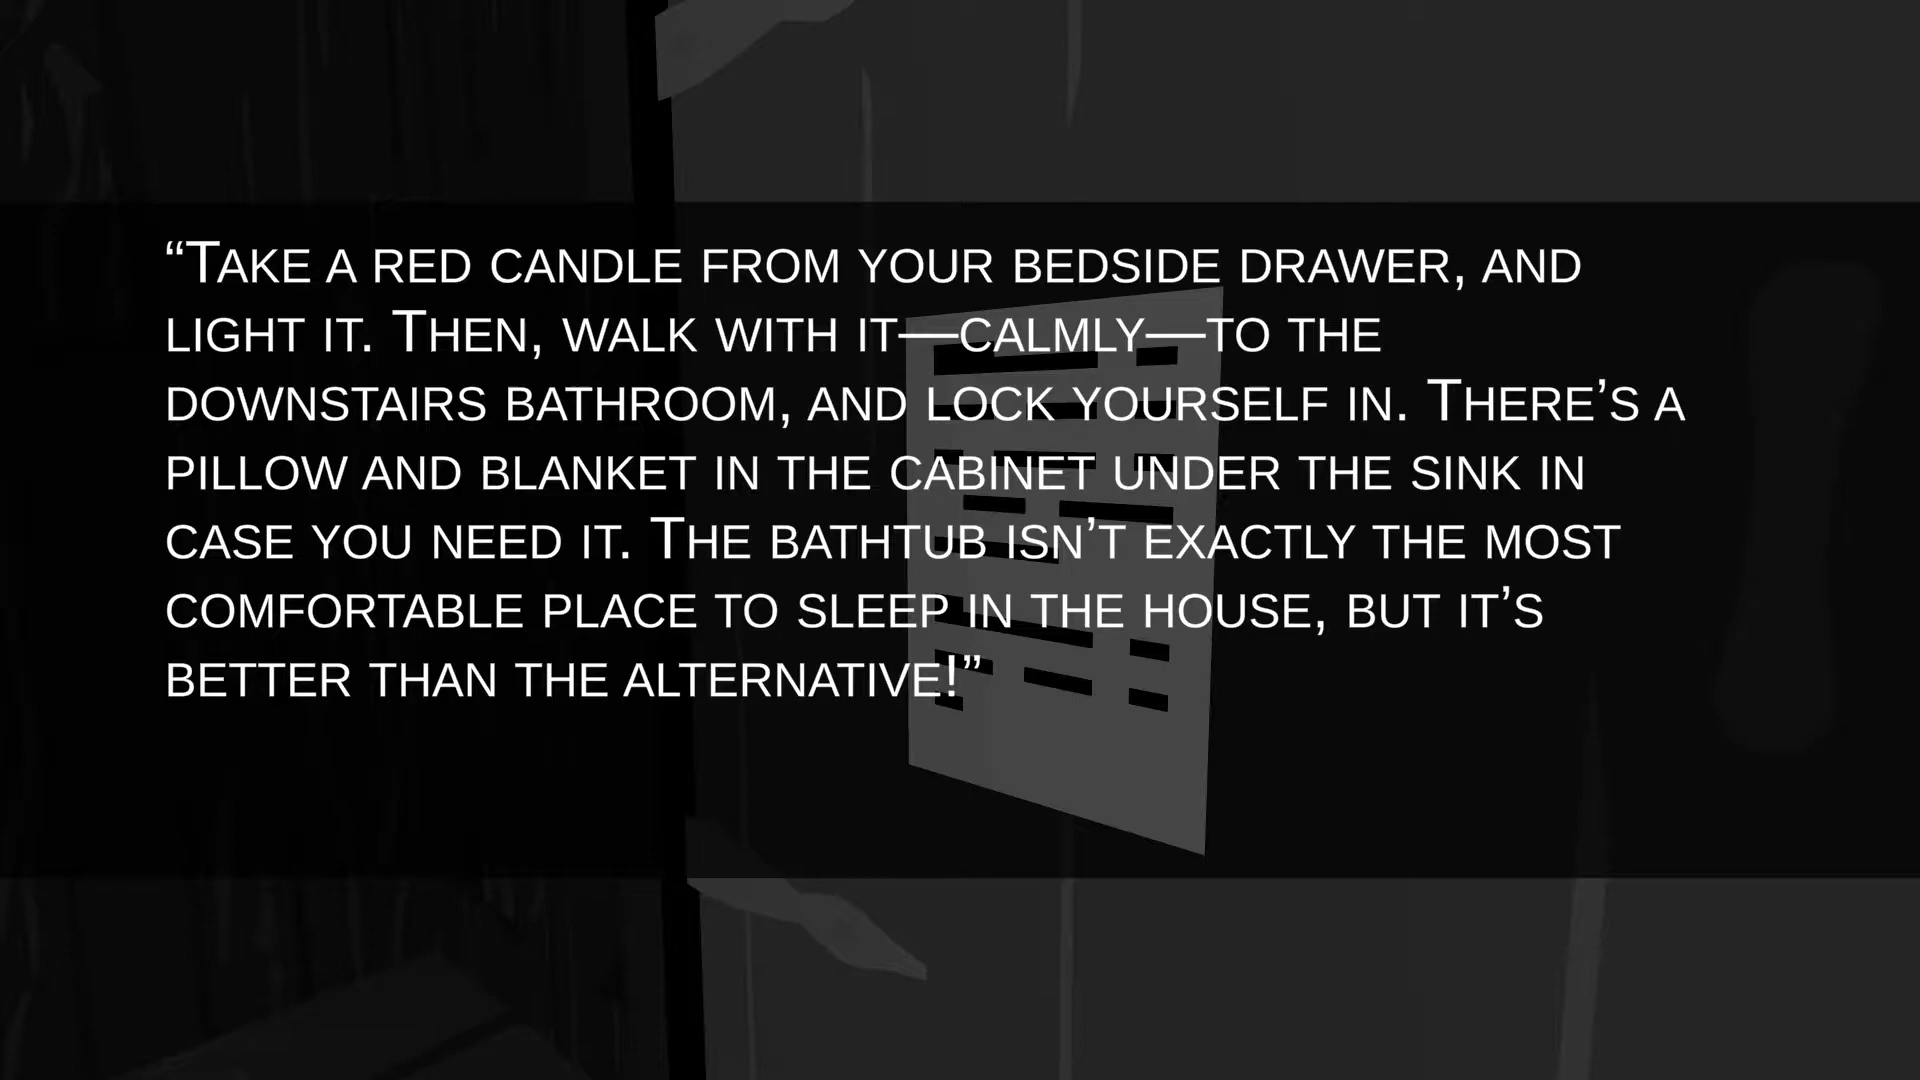 “Take a red candle from your bedside drawer, and
light it. Then, walk with it—calmly—to the
downstairs bathroom, and lock yourself in. There’s a
pillow and blanket in the cabinet under the sink in
case you need it. The bathtub isn’t exactly the most
comfortable place to sleep in the house, but it’s
better than the alternative!”